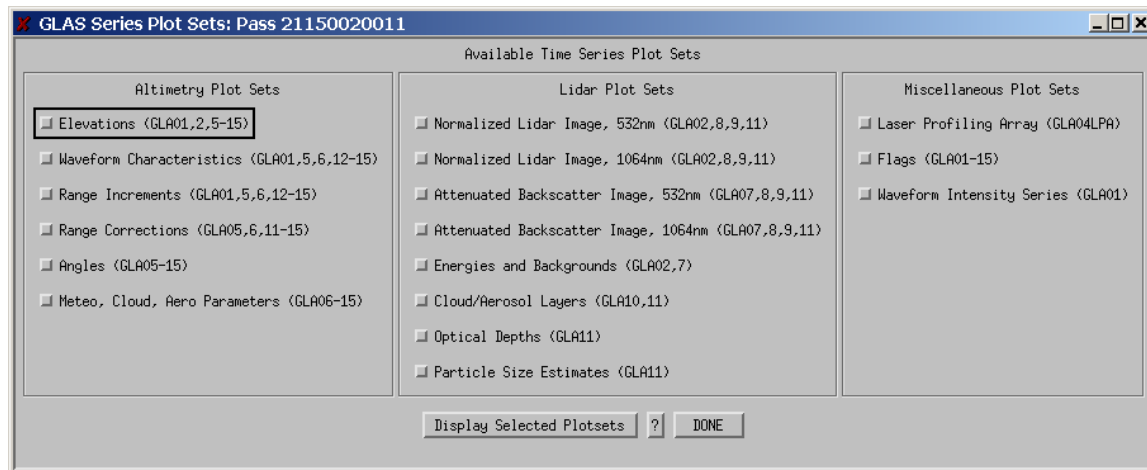 GLAS Series Plot Sets: Pass 21150020011
Available Time Series Plot Sets
Altimetry Plot Sets
Elevations (GLA01,2,5-15)
Waveform Characteristics (GLA01,5,6,12-15)
Range Increments (GLA01,5,6,12-15)
Range Corrections (GLA05,6,11-15)
Angles (GLA05-15)
Meteo, Cloud, Aero Parameters (GLA06-15)
Lidar Plot Sets
Normalized Lidar Image, 532nm (GLA02,8,9,11)
Normalized Lidar Image, 1064nm (GLA02,8,9,11)
Attenuated Backscatter Image, 532nm (GLA07,8,9,11)
Attenuated Backscatter Image, 1064nm (GLA07,8,9,11)
Energies and Backgrounds (GLA02,7)
Cloud/Aerosol Layers (GLA10,11)
Optical Depths (GLA11)
Particle Size Estimates (GLA11)
Miscellaneous Plot Sets
Laser Profiling Array (GLA04LPA)
Flags (GLA01-15)
Waveform Intensity Series (GLA01)
Display Selected Plotsets ? DONE